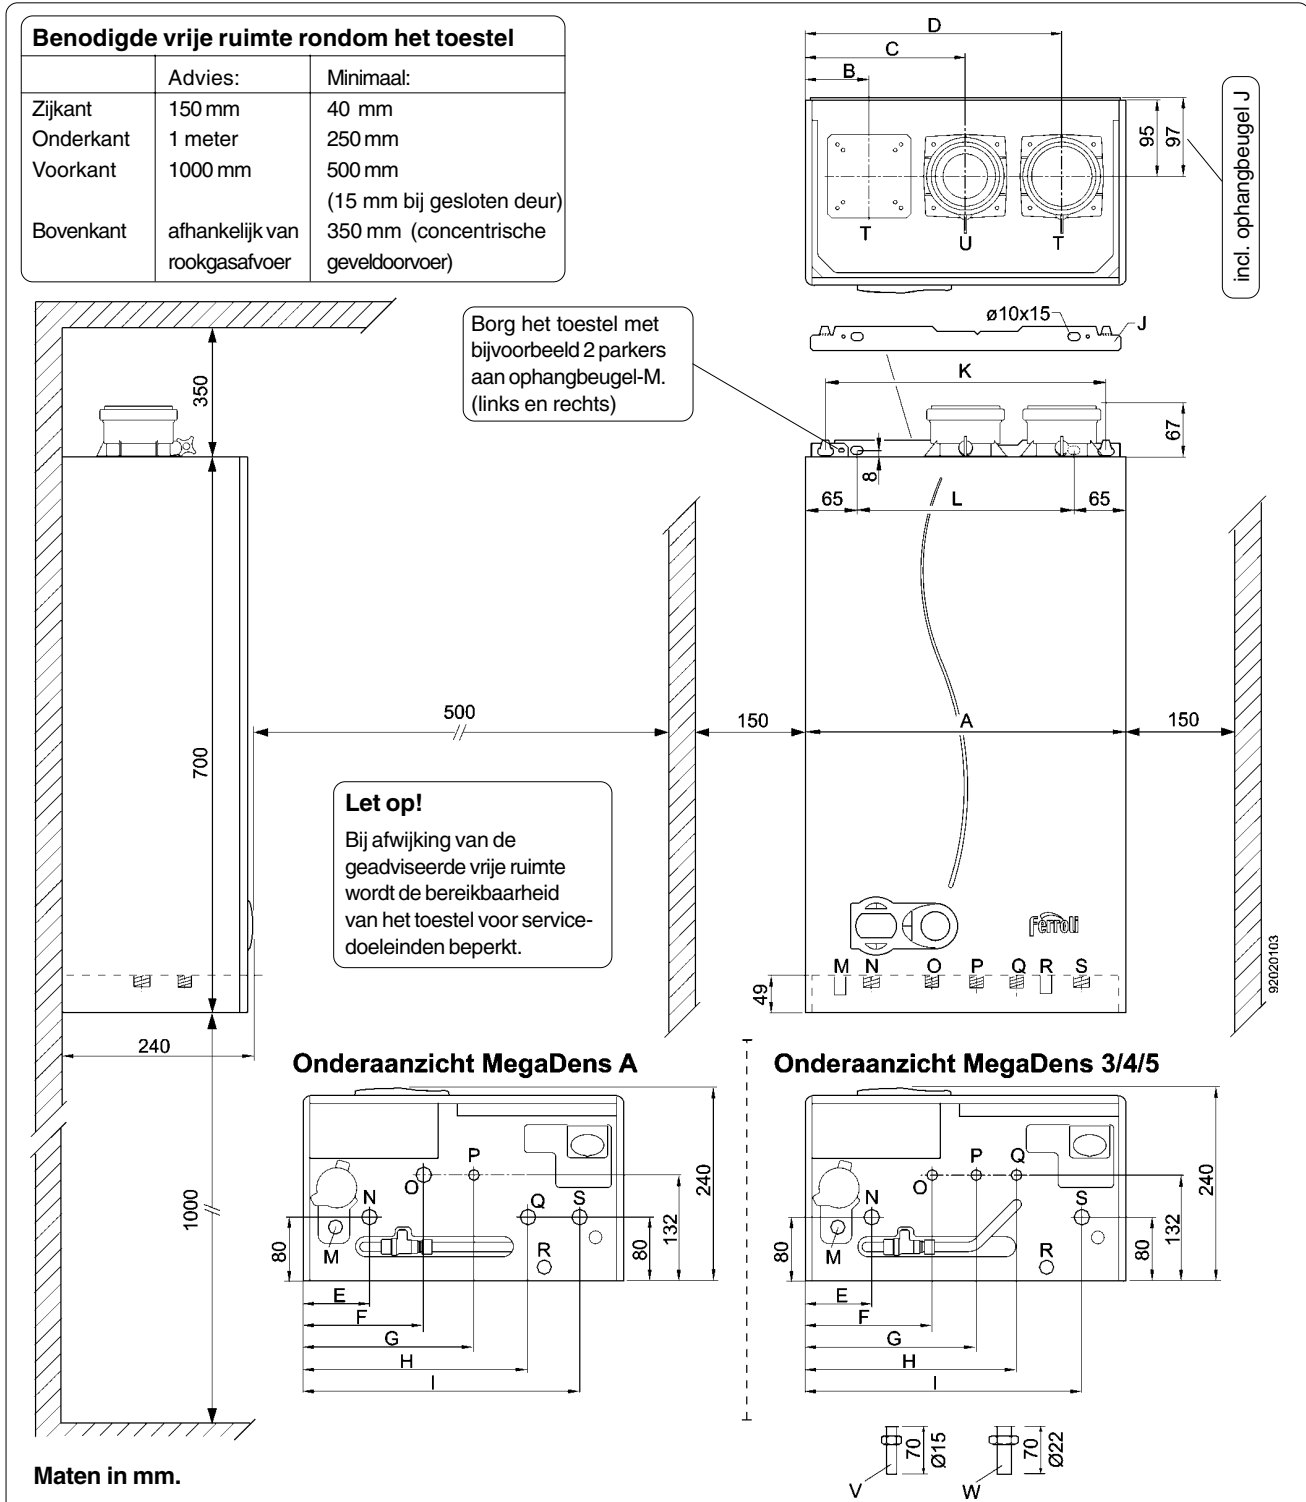 Benodigde vrije ruimte rondom het toestel
Advies: Minimaal:
Zijkant 150 mm 40 mm
Onderkant 1 meter 250 mm
Voorkant 1000 mm 500 mm
(15 mm bij gesloten deur)
Bovenkant afhankelijk van 350 mm (concentrische
rookgasafvoer geveldoorvoer)
D
C
B
95
97
incl. ophangbeugel J
T U T
ø10x15
J
Borg het toestel met
bijvoorbeeld 2 parkers
aan ophangbeugel-M.
(links en rechts)
K
350
67
8
65 L 65
500
150 A 150
700
Let op!
Bij afwijking van de
geadviseerde vrije ruimte
wordt de bereikbaarheid
van het toestel voor service-
doeleinden beperkt.
ferroli
M N O P Q R S
49
92020103
240
1000
Onderaanzicht MegaDens A
P
O
N
Q S
M
R
80
80
132
240
E
F
G
H
I
Onderaanzicht MegaDens 3/4/5
P Q
O
N
S
M
R
80
80
132
240
E
F
G
H
I
70
Ø15
V
70
Ø22
W
Maten in mm.